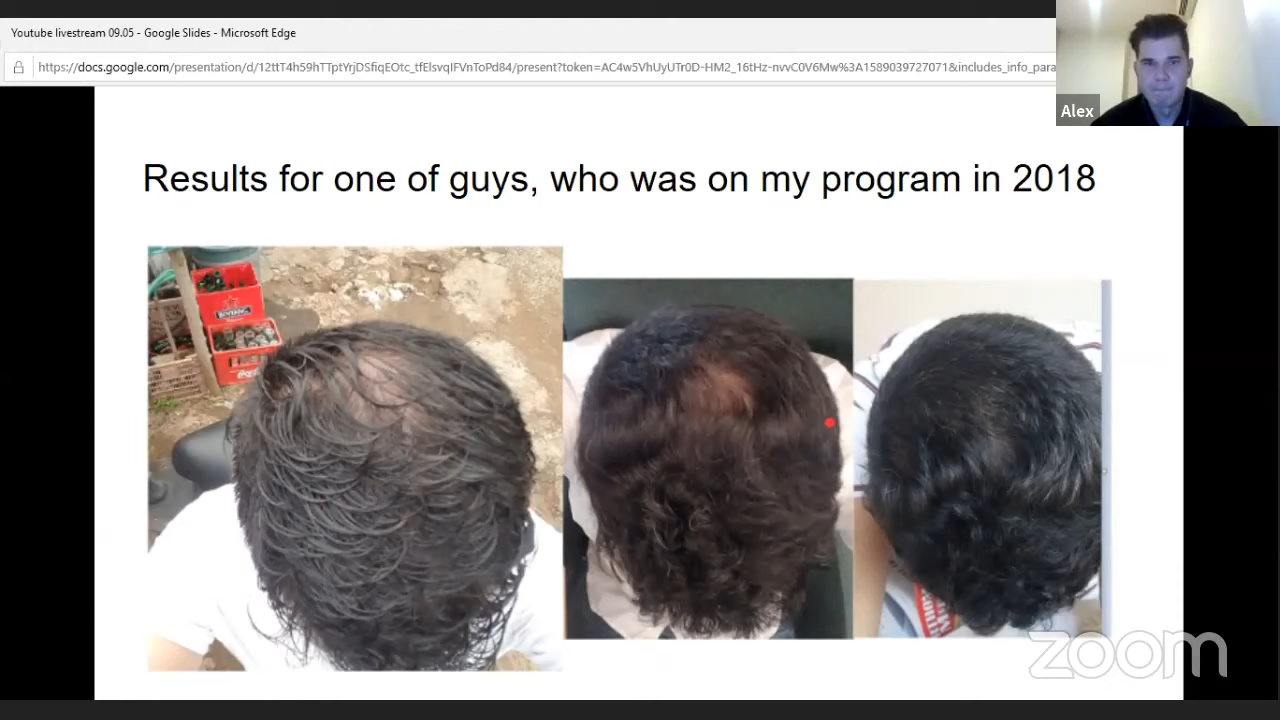 Youtube livestream 09.05 - Google Slides - Microsoft Edge
https://docs.google.com/presentation/d/12ttT4h59hTTptYrjDSfiqEOtc_tfElsvqIFVnToPd84/present?token=AC4w5VhUyUTr0D-HM2_16tHz-nvvC0V6Mw%3A1589039727071&includes_info_para
Alex
Results for one of guys, who was on my program in 2018
zoom